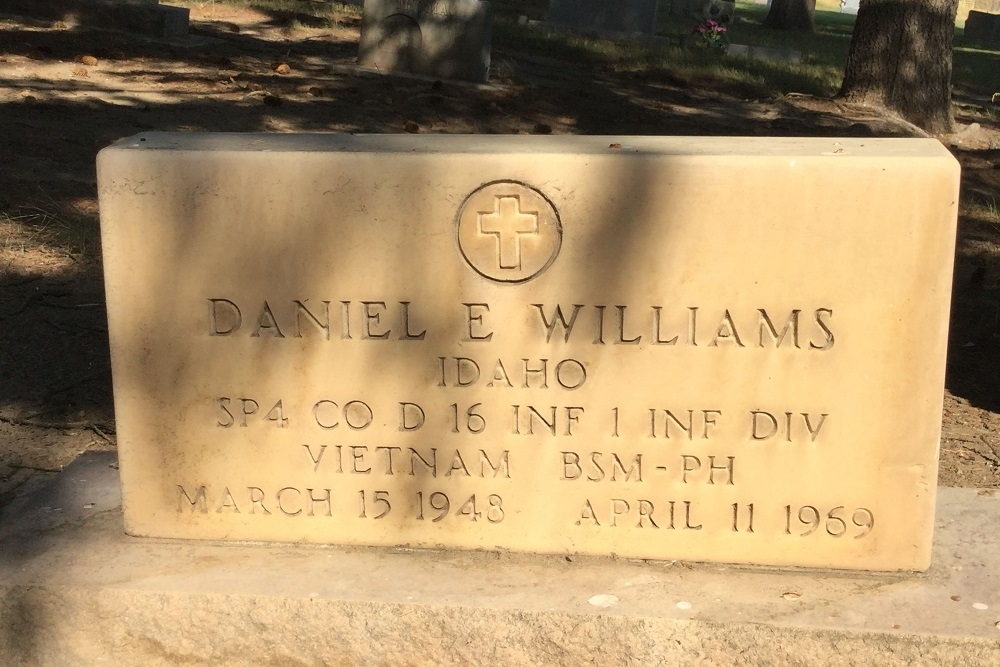 DANIEL E WILLIAMS
IDAHO
SP4 CO D 16 INF 1 INF DIV
VIETNAM BSM-PH
MARCH 15 1948 APRIL 11 1969